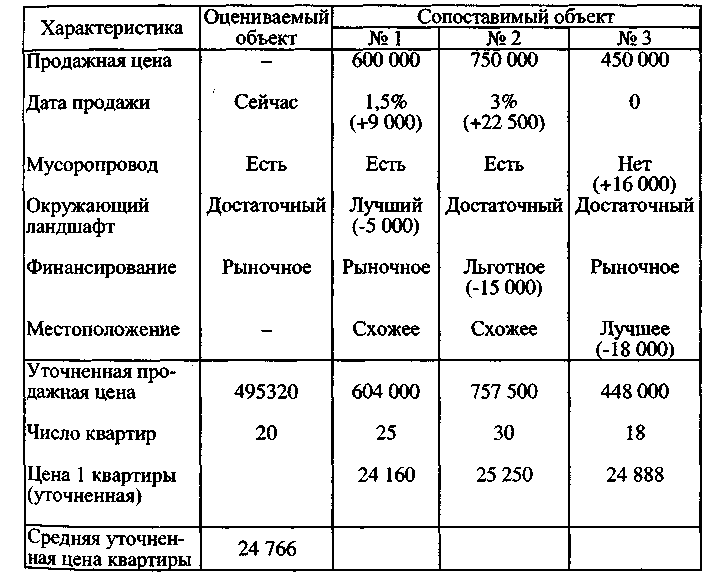 Характеристика Оцениваемый объект Сопоставимый объект
№ 1 № 2 № 3
Продажная цена – 600 000 750 000 450 000
Дата продажи Сейчас 1,5% 3% 0
(+9 000) (+22 500)
Мусоропровод Есть Есть Есть Нет
(+16 000)
Окружающий Достаточный Лучший Достаточный Достаточный
ландшафт (-5 000)
Финансирование Рыночное Рыночное Льготное Рыночное
(-15 000)
Местоположение – Схожее Схожее Лучшее
(-18 000)
Уточненная про-
дажная цена 495320 604 000 757 500 448 000
Число квартир 20 25 30 18
Цена 1 квартиры 24 160 25 250 24 888
(уточненная)
Средняя уточнен-
ная цена квартиры 24 766